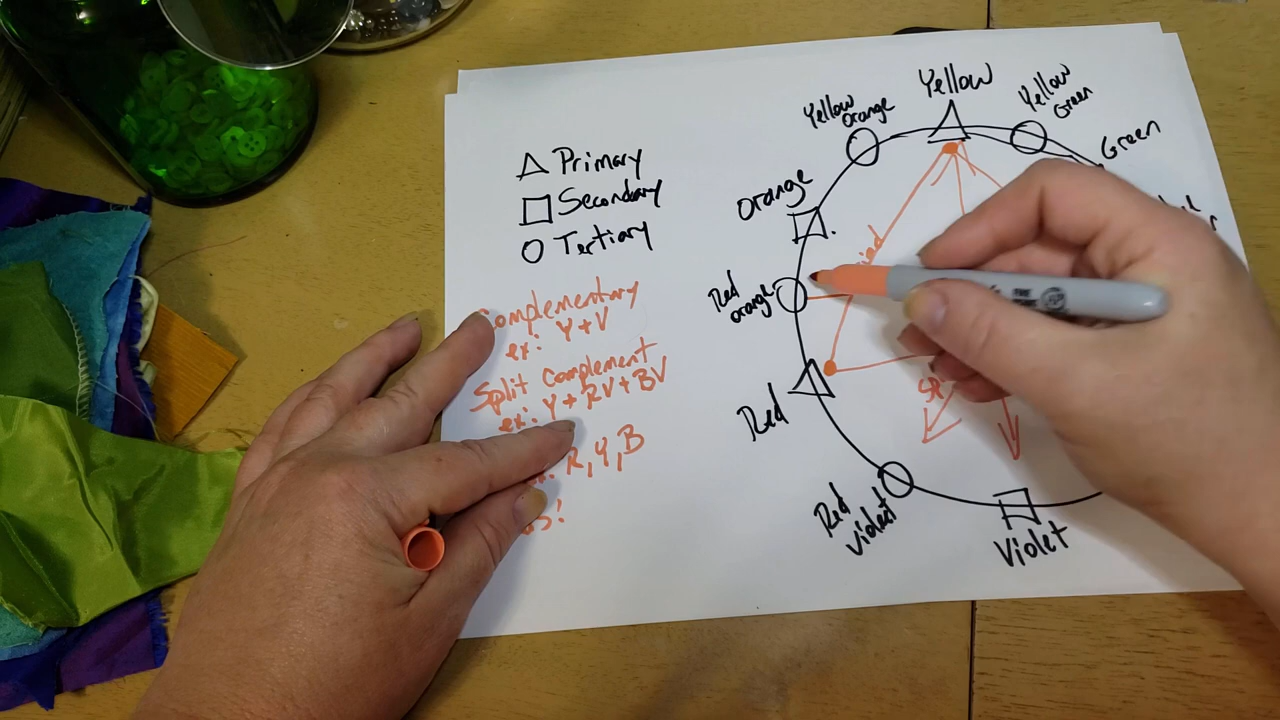 Primary
Secondary
Tertiary
Complementary
ex: Y + V
Split complement
ex: Y + RV + BV
R, Y, B
Yellow
Yellow
Orange
Yellow
Green
Green
Orange
Red
Orange
Red
Red
Violet
Violet